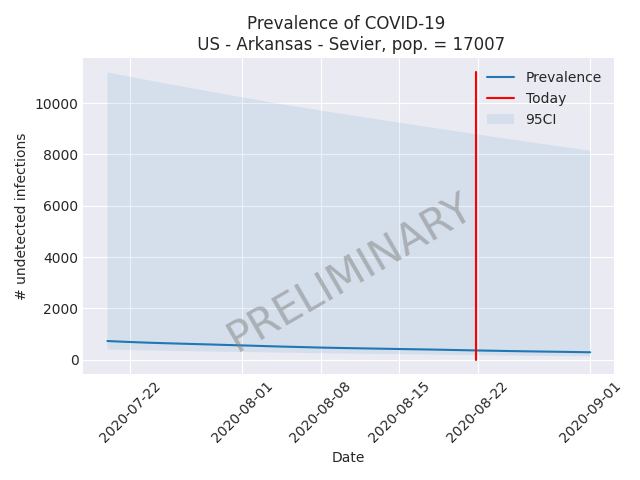 Prevalence of COVID-19
US - Arkansas - Sevier, pop. = 17007
Prevalence
Today
95CI
# undetected infections
10000
8000
6000
4000
2000
0
PRELIMINARY
2020-07-22
2020-08-01
2020-08-08
2020-08-15
2020-08-22
2020-09-01
Date